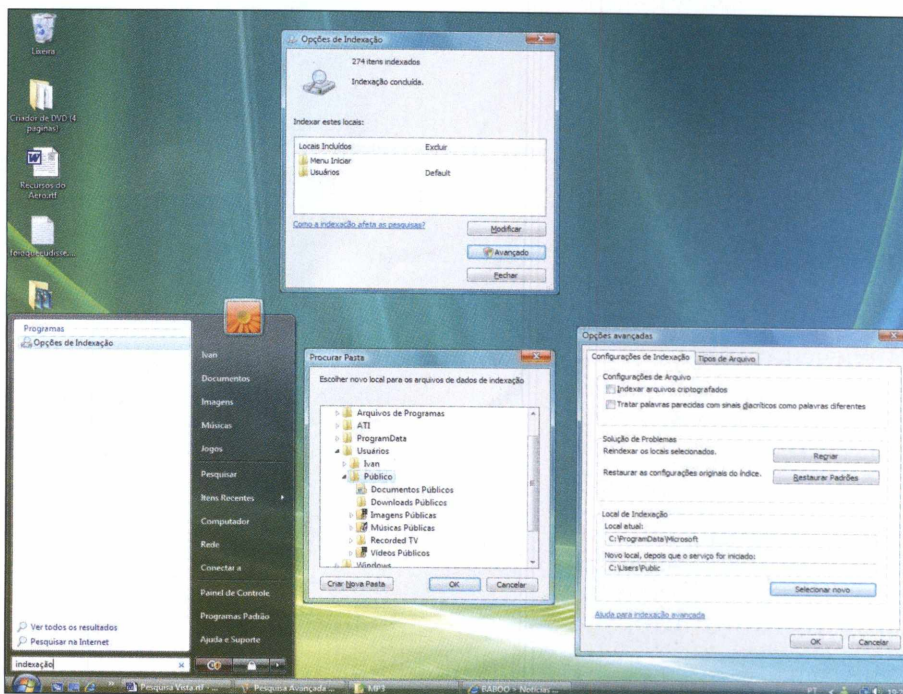 Lixeira
Criador de DVD (4
paginas)
Recursos do
Aero.rtf
Opções de Indexação
274 itens indexados
Indexação concluída.
Indexar estes locais:
Locais Incluídos Excluir
Menu Iniciar
Usuários Default
Como a indexação afeta as pesquisas?
Modificar
Avançado
Fechar
Programas
Opções de Indexação
Ver todos os resultados
Pesquisar na Internet
indexação
Ivan
Documentos
Imagens
Músicas
Jogos
Pesquisar
Itens Recentes
Computador
Rede
Conectar a
Painel de Controle
Programas Padrão
Ajuda e Suporte
Procurar Pasta
Escolher novo local para os arquivos de dados de indexação
Arquivos de Programas
ATI
ProgramData
Usuários
Ivan
Público
Documentos Públicos
Downloads Públicos
Imagens Públicas
Músicas Públicas
Recorded TV
Vídeos Públicos
Windows
Criar Nova Pasta OK Cancelar
Opções avançadas
Configurações de Indexação Tipos de Arquivo
Configurações de Arquivo
Indexar arquivos criptografados
Tratar palavras parecidas com sinais diacríticos como palavras diferentes
Solução de Problemas
Reindexar os locais selecionados. Recriar
Restaurar as configurações originais do índice. Restaurar Padrões
Local de Indexação
Local atual:
C:\ProgramData\Microsoft
Novo local, depois que o serviço for iniciado:
C:\Users\Public
Selecionar novo
Ajuda para indexação avançada
OK Cancelar
Pesquisa Vista.rtf - ... Pesquisa Avançada ... MP3 BABOO > Notícias ... PT